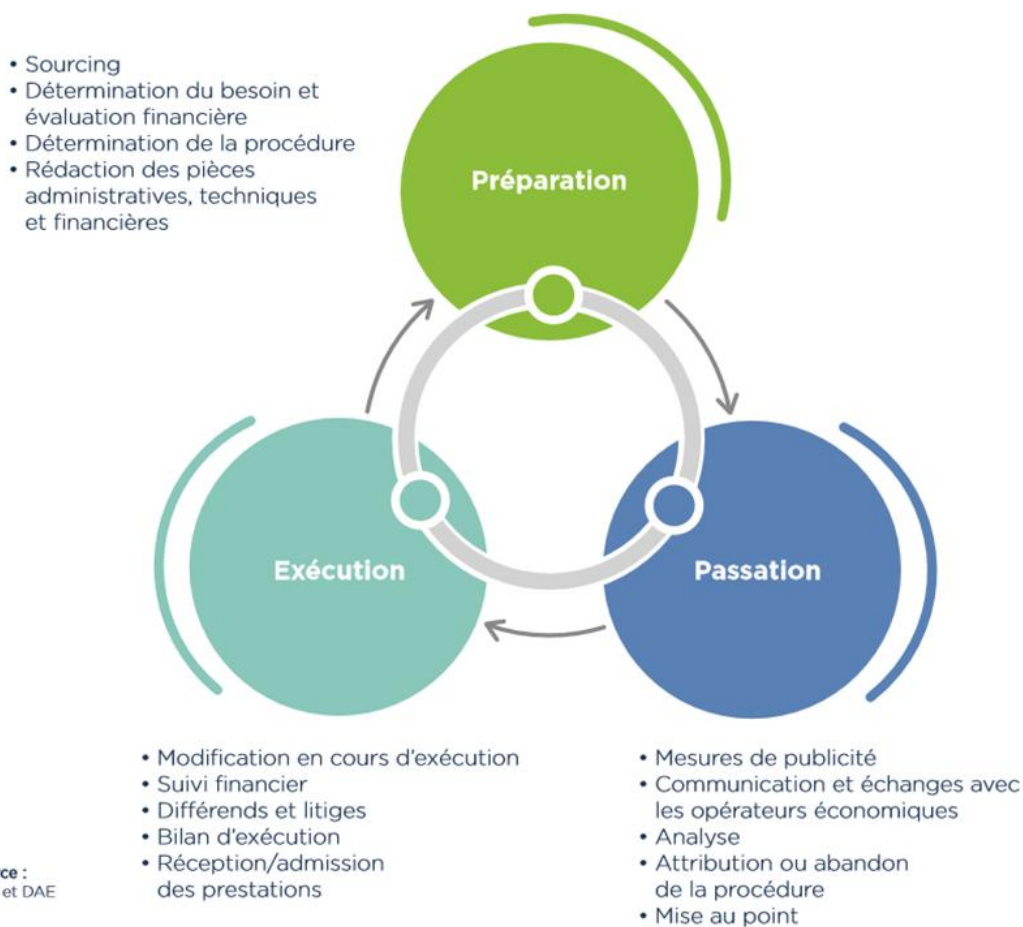 • Sourcing
• Détermination du besoin et
évaluation financière
• Détermination de la procédure
• Rédaction des pièces
administratives, techniques
et financières
Préparation
Exécution
Passation
• Modification en cours d'exécution
• Suivi financier
• Différends et litiges
• Bilan d'exécution
• Réception/admission
des prestations
• Mesures de publicité
• Communication et échanges avec
les opérateurs économiques
• Analyse
• Attribution ou abandon
de la procédure
• Mise au point
et DAE